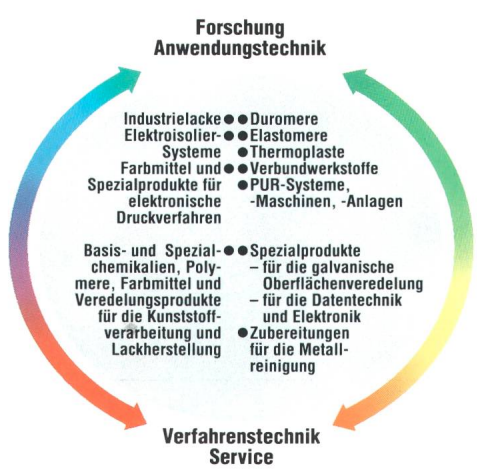 Forschung
Anwendungstechnik
Industrielacke ●
Elektroisolier- ●
Systeme
Farbmittel und ●
Spezialprodukte für
elektronische
Druckverfahren
● Duromere
● Elastomere
● Thermoplaste
● Verbundwerkstoffe
● PUR-Systeme,
-Maschinen, -Anlagen
Basis- und Spezial- ●
chemikalien, Poly-
mere, Farbmittel und
Veredelungsprodukte
für die Kunststoff-
verarbeitung und
Lackherstellung
● Spezialprodukte
– für die galvanische
Oberflächenveredelung
– für die Datentechnik
und Elektronik
● Zubereitungen
für die Metall-
reinigung
Verfahrenstechnik
Service